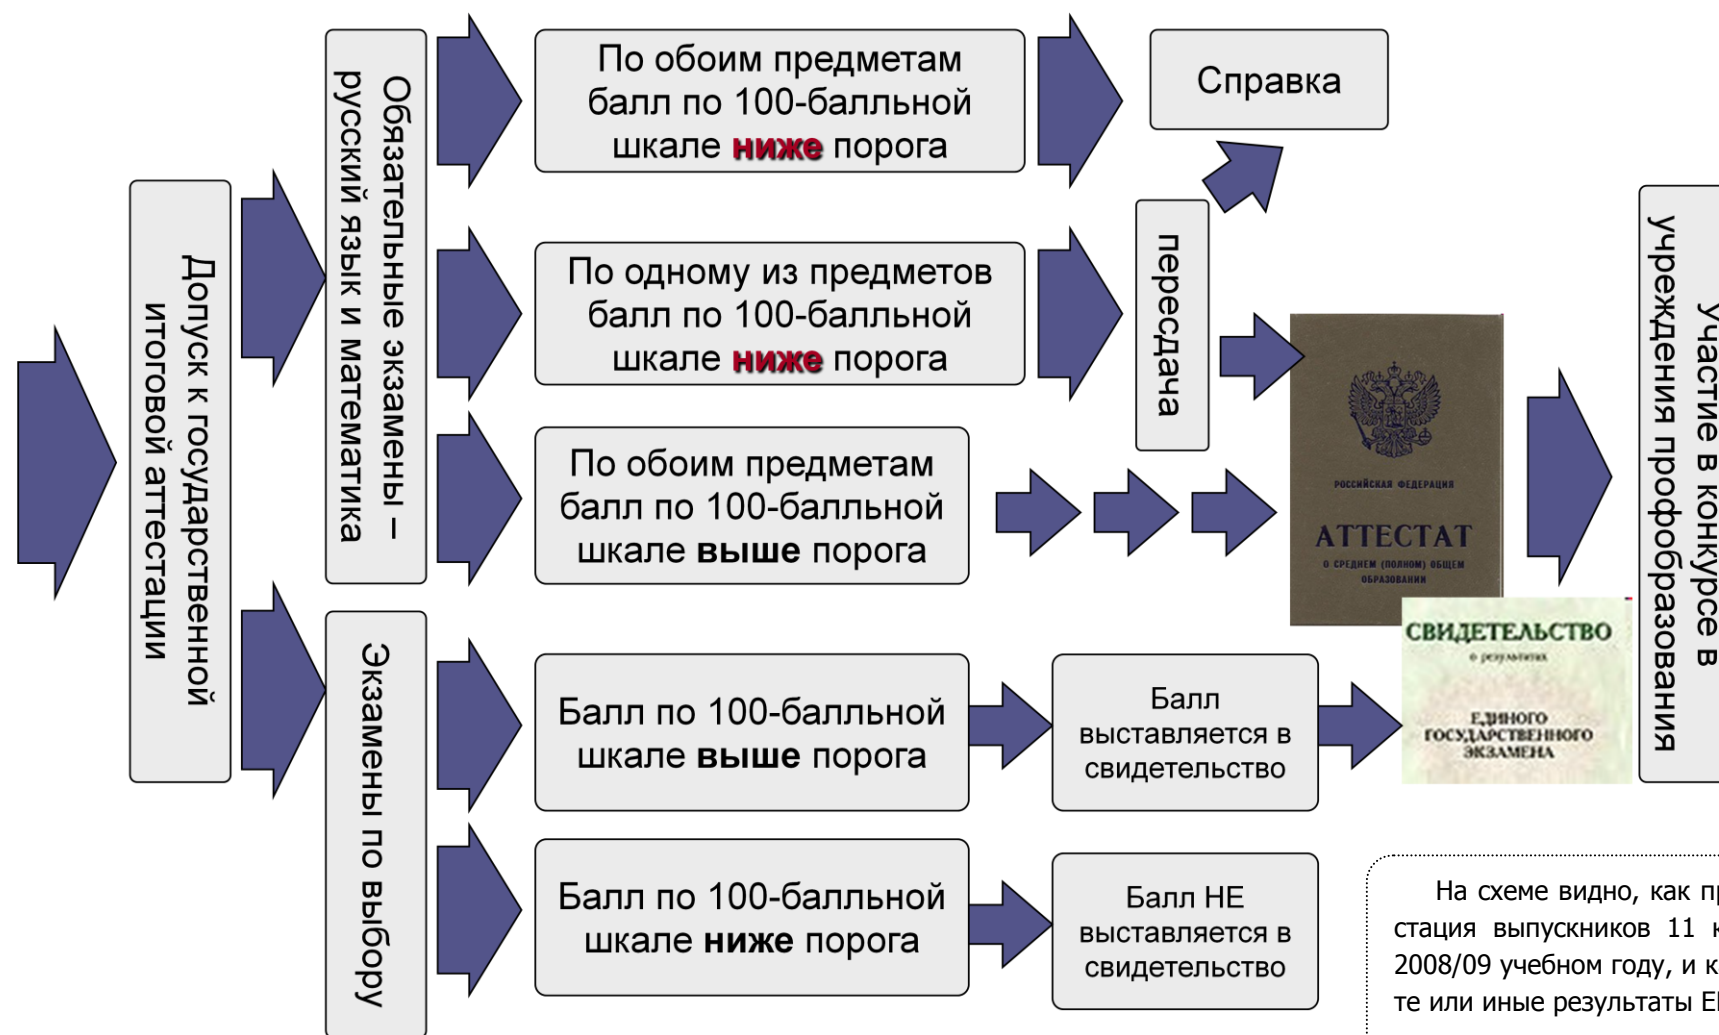 Допуск к государственной
итоговой аттестации
Обязательные экзамены –
русский язык и математика
По обоим предметам
балл по 100-балльной
шкале ниже порога
Справка
По одному из предметов
балл по 100-балльной
шкале ниже порога
пересдача
По обоим предметам
балл по 100-балльной
шкале выше порога
РОССИЙСКАЯ ФЕДЕРАЦИЯ
АТТЕСТАТ
О СРЕДНЕМ (ПОЛНОМ) ОБЩЕМ
ОБРАЗОВАНИИ
Экзамены по выбору
Балл по 100-балльной
шкале выше порога
Балл
выставляется в
свидетельство
СВИДЕТЕЛЬСТВО
о результатах
ЕДИНОГО
ГОСУДАРСТВЕННОГО
ЭКЗАМЕНА
Балл по 100-балльной
шкале ниже порога
Балл НЕ
выставляется в
свидетельство
Участие в конкурсе в
учреждения профобразования
На схеме видно, как пр
стация выпускников 11 к
2008/09 учебном году, и к
те или иные результаты Е